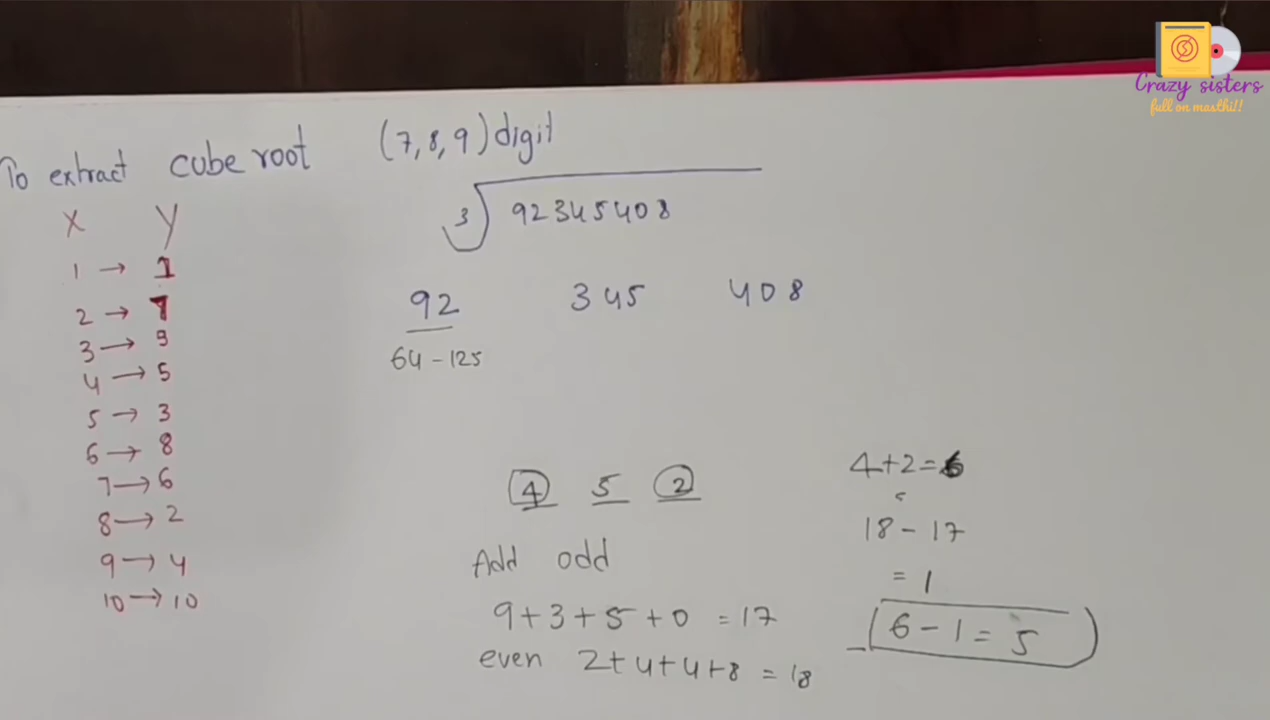 Crazy sisters
full on masthi!!
To extract cube root (7,8,9) digit
X Y
1 → 1
2 → 7
3 → 9
4 → 5
5 → 3
6 → 8
7 → 6
8 → 2
9 → 4
10 → 10
3√92345408
92 345 408
64 - 125
4 5 2
Add odd
9+3+5+0 = 17
even 2+4+4+8 = 18
4+2=6
18 - 17
= 1
6 - 1 = 5